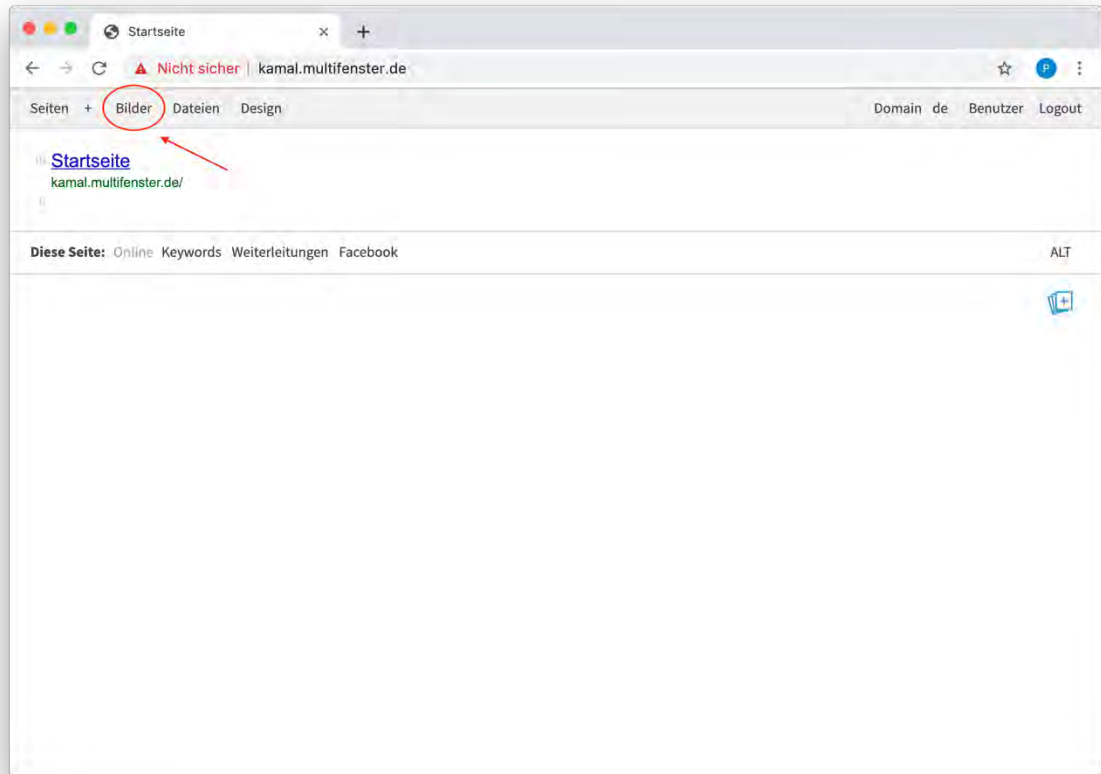 Startseite
Nicht sicher | kamal.multifenster.de
P
Seiten + Bilder Dateien Design Domain de Benutzer Logout
Startseite
kamal.multifenster.de/
Diese Seite: Online Keywords Weiterleitungen Facebook ALT